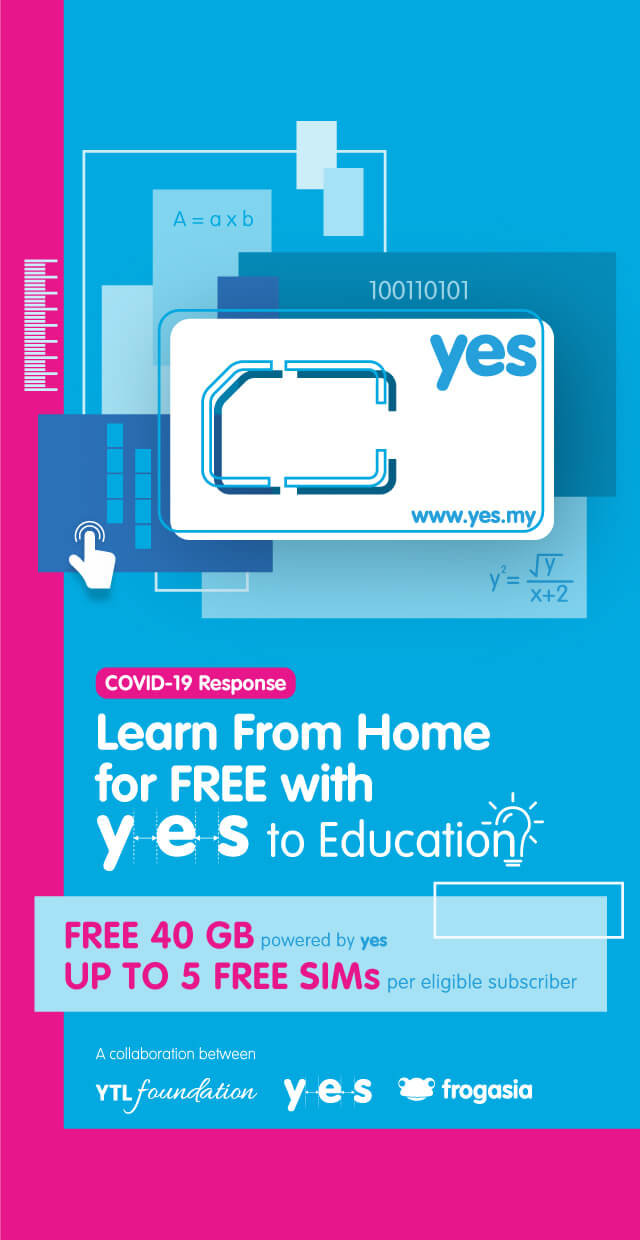 A = a x b
100110101
yes
www.yes.my
y² = √y
x+2
COVID-19 Response
Learn From Home
for FREE with
yes to Education
FREE 40 GB powered by yes
UP TO 5 FREE SIMs per eligible subscriber
A collaboration between
YTL foundation yes frogasia